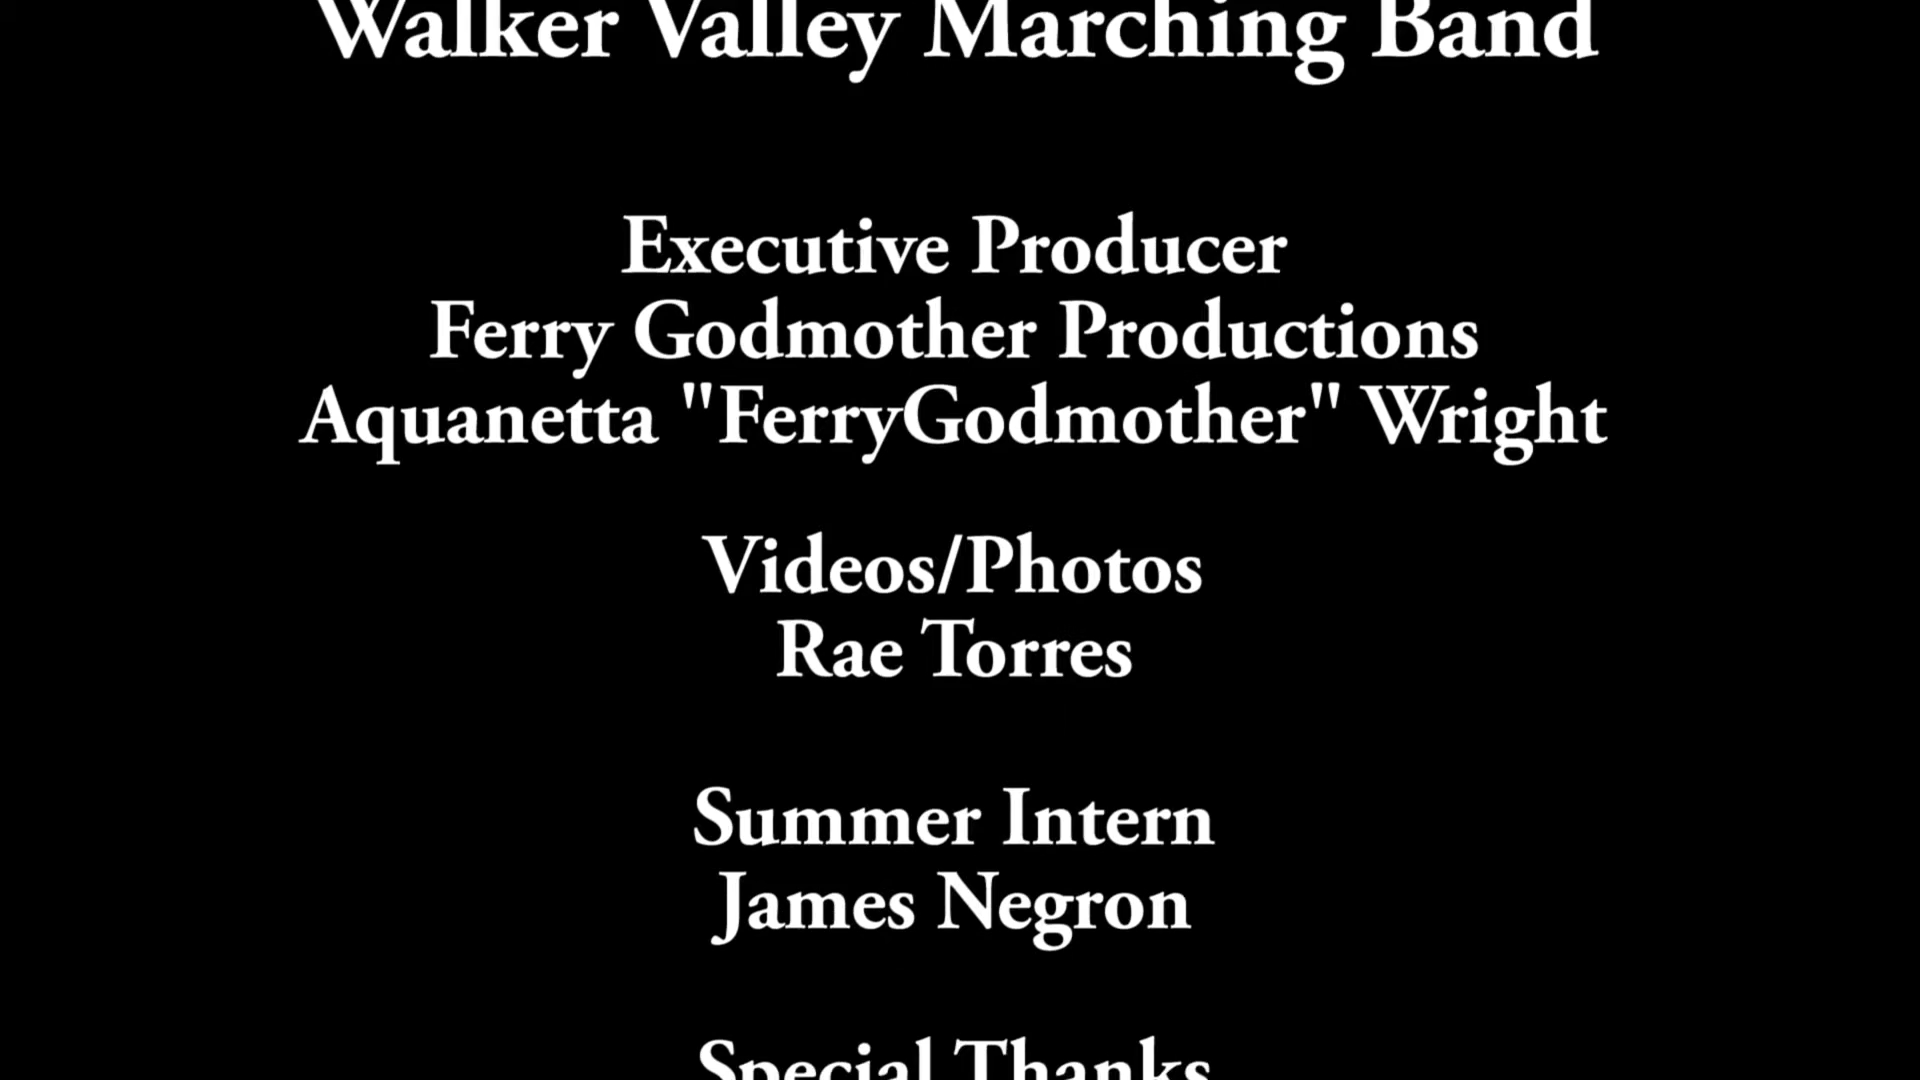 Walker Valley Marching Band
Executive Producer
Ferry Godmother Productions
Aquanetta "FerryGodmother" Wright
Videos/Photos
Rae Torres
Summer Intern
James Negron
Special Thanks